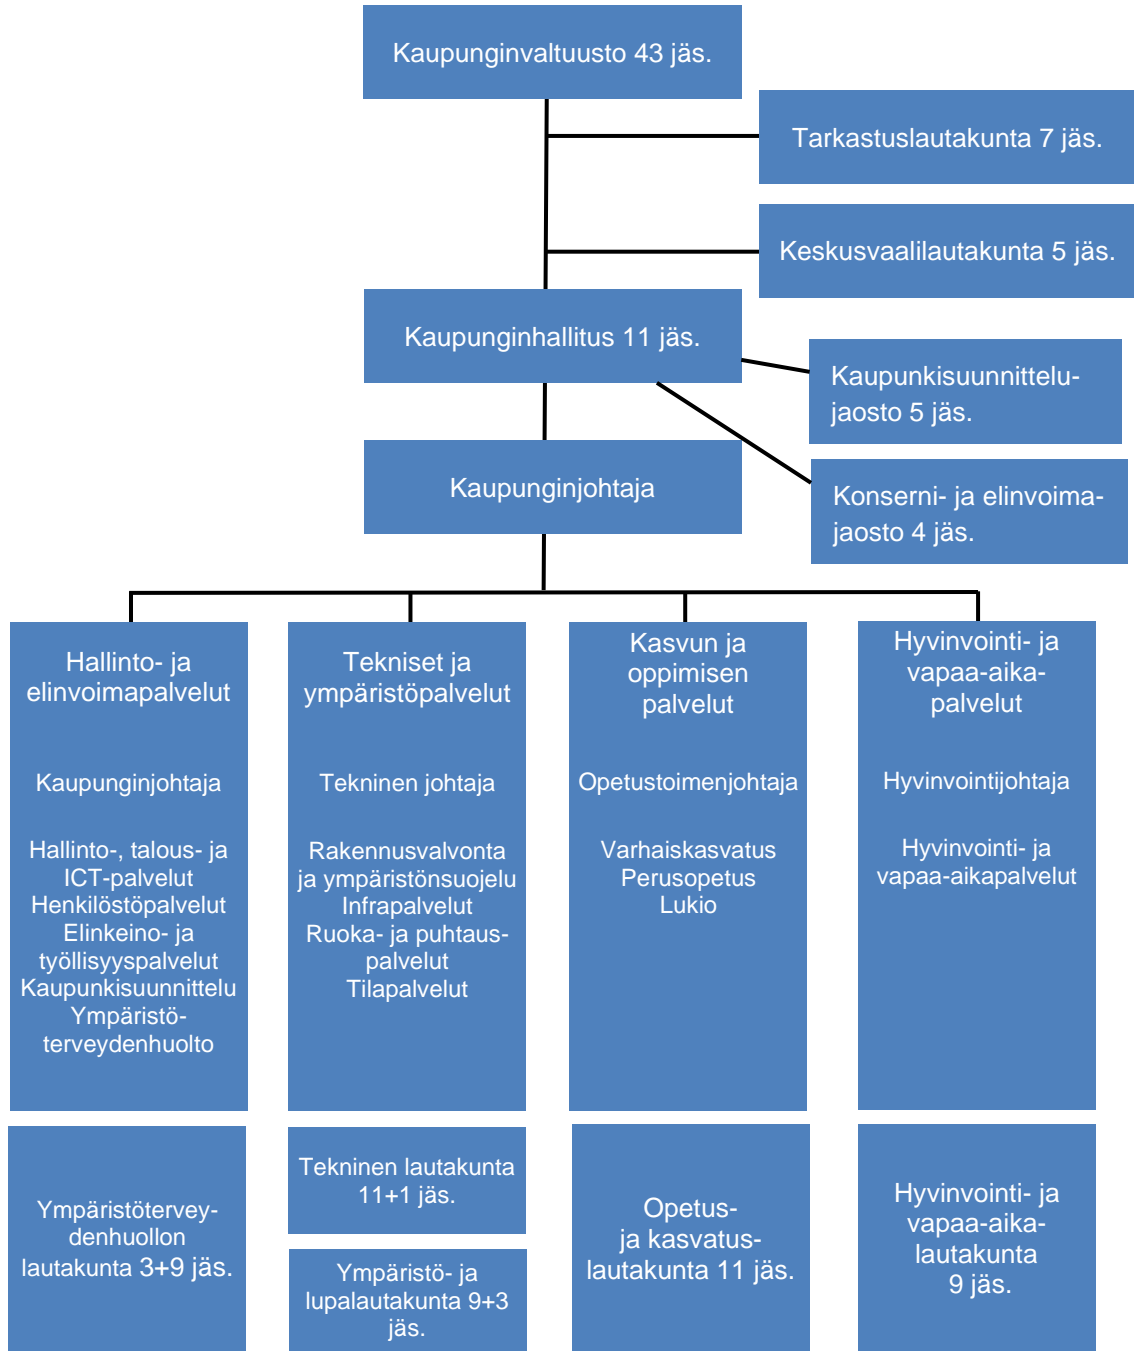 Kaupunginvaltuusto 43 jäs.
Tarkastuslautakunta 7 jäs.
Keskusvaalilautakunta 5 jäs.
Kaupunginhallitus 11 jäs.
Kaupunkisuunnittelu-
jaosto 5 jäs.
Kaupunginjohtaja
Konserni- ja elinvoima-
jaosto 4 jäs.
Hallinto- ja
elinvoimapalvelut
Kaupunginjohtaja
Hallinto-, talous- ja
ICT-palvelut
Henkilöstöpalvelut
Elinkeino- ja
työllisyyspalvelut
Kaupunkisuunnittelu
Ympäristö-
terveydenhuolto
Tekniset ja
ympäristöpalvelut
Tekninen johtaja
Rakennusvalvonta
ja ympäristönsuojelu
Infrapalvelut
Ruoka- ja puhtaus-
palvelut
Tilapalvelut
Kasvun ja
oppimisen
palvelut
Opetustoimenjohtaja
Varhaiskasvatus
Perusopetus
Lukio
Hyvinvointi- ja
vapaa-aika-
palvelut
Hyvinvointijohtaja
Hyvinvointi- ja
vapaa-aikapalvelut
Ympäristötervey-
denhuollon
lautakunta 3+9 jäs.
Tekninen lautakunta
11+1 jäs.
Ympäristö- ja
lupalautakunta 9+3
jäs.
Opetus-
ja kasvatus-
lautakunta 11 jäs.
Hyvinvointi- ja
vapaa-aika-
lautakunta
9 jäs.